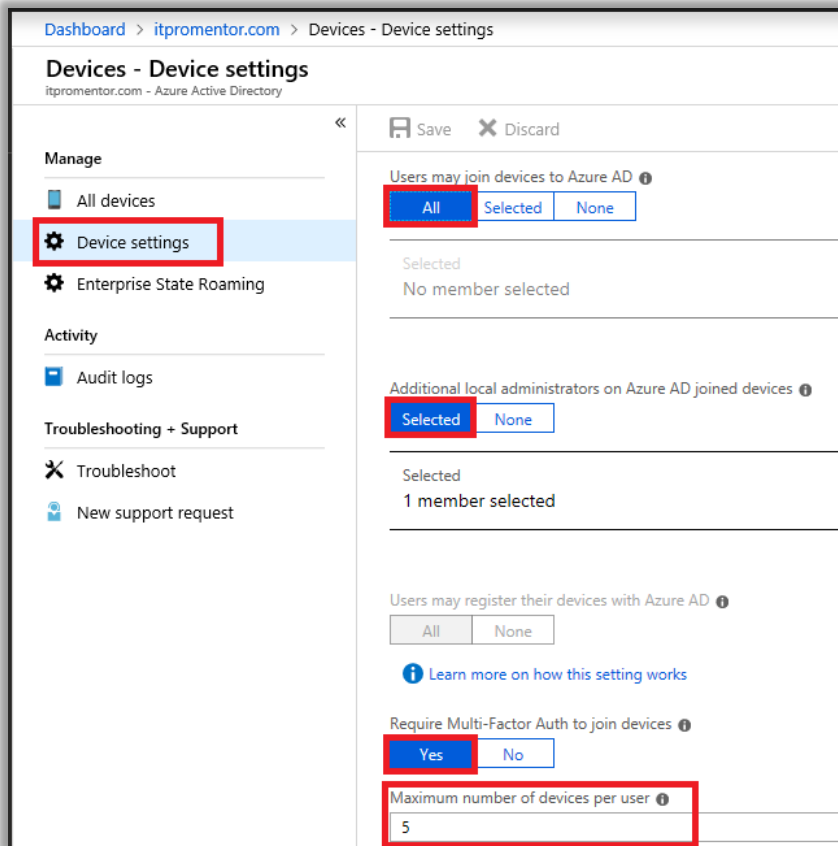 Dashboard > itpromentor.com > Devices - Device settings
Devices - Device settings
itpromentor.com - Azure Active Directory
«
Save Discard
Manage
All devices
Device settings
Enterprise State Roaming
Activity
Audit logs
Troubleshooting + Support
Troubleshoot
New support request
Users may join devices to Azure AD
All Selected None
Selected
No member selected
Additional local administrators on Azure AD joined devices
Selected None
Selected
1 member selected
Users may register their devices with Azure AD
All None
Learn more on how this setting works
Require Multi-Factor Auth to join devices
Yes No
Maximum number of devices per user
5